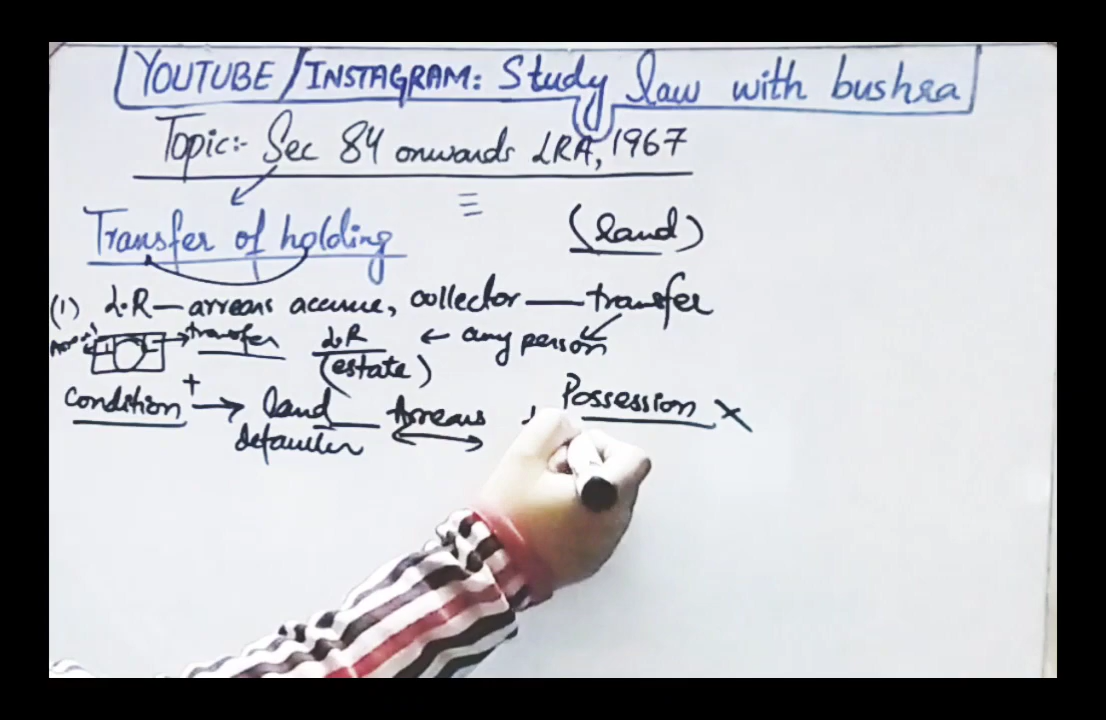 YOUTUBE / INSTAGRAM: Study law with bushra
Topic:- Sec 84 onwards LRA, 1967
Transfer of holding (land)
(1) L.R — arrears accrue, collector — transfer
transfer L.R ← any person
(estate)
Condition + → land Arrears Possession ×
defaulter